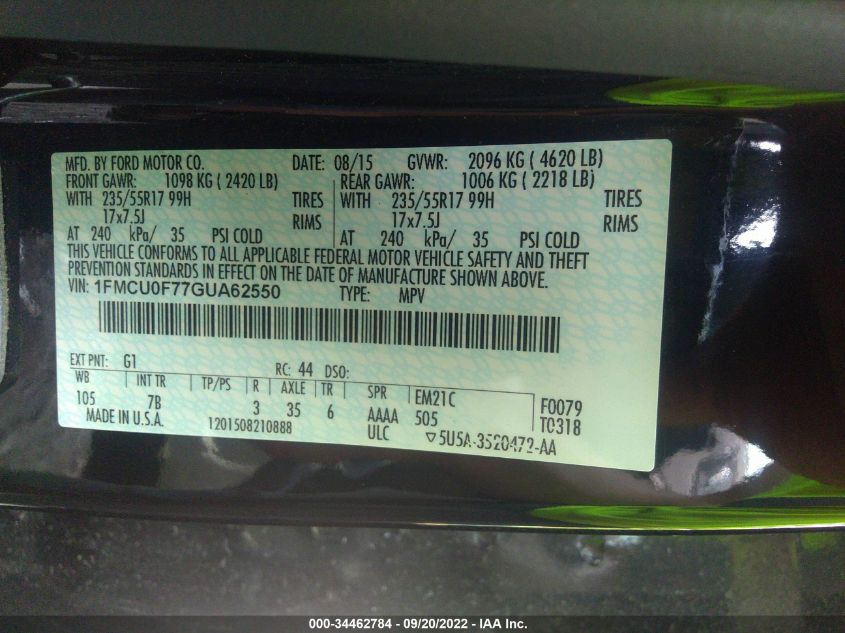 MFD. BY FORD MOTOR CO. DATE: 08/15 GVWR: 2096 KG ( 4620 LB)
FRONT GAWR: 1098 KG ( 2420 LB) REAR GAWR: 1006 KG ( 2218 LB)
WITH 235/55R17 99H TIRES WITH 235/55R17 99H TIRES
17x7.5J RIMS 17x7.5J RIMS
AT 240 kPa/ 35 PSI COLD AT 240 kPa/ 35 PSI COLD
THIS VEHICLE CONFORMS TO ALL APPLICABLE FEDERAL MOTOR VEHICLE SAFETY AND THEFT
PREVENTION STANDARDS IN EFFECT ON THE DATE OF MANUFACTURE SHOWN ABOVE.
VIN: 1FMCU0F77GUA62550 TYPE: MPV
EXT PNT: G1 RC: 44 DSO:
WB INT TR TP/PS R AXLE TR SPR EM21C F0079
105 7B 3 35 6 AAAA 505 T0318
MADE IN U.S.A. 1201508210888 ULC ▽5U5A-3520472-AA
000-34462784 — 09/20/2022 — IAA Inc.